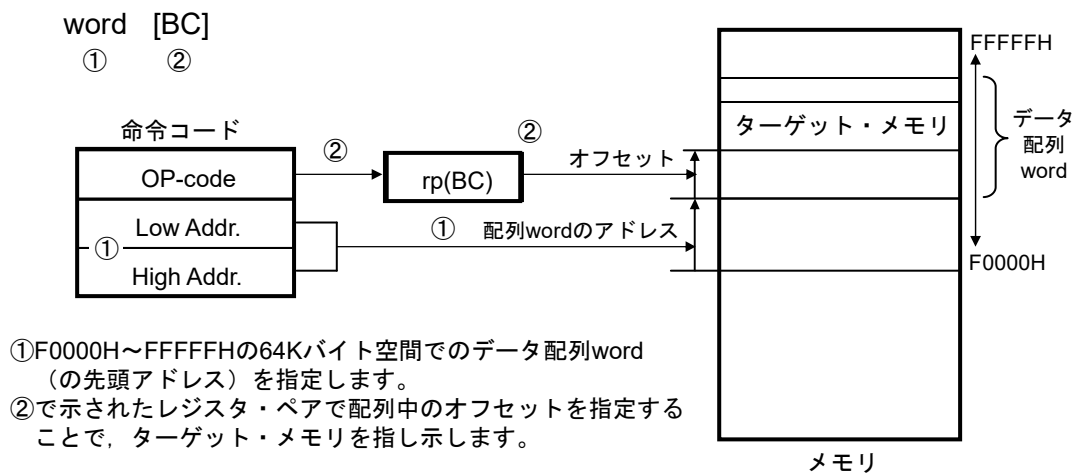 word [BC]
① ②
命令コード
OP-code
Low Addr.
①
High Addr.
②
rp(BC)
②
オフセット
① 配列wordのアドレス
FFFFFH
ターゲット・メモリ
データ
配列
word
F0000H
メモリ
①F0000H～FFFFFHの64Kバイト空間でのデータ配列word
（の先頭アドレス）を指定します。
②で示されたレジスタ・ペアで配列中のオフセットを指定する
ことで，ターゲット・メモリを指し示します。